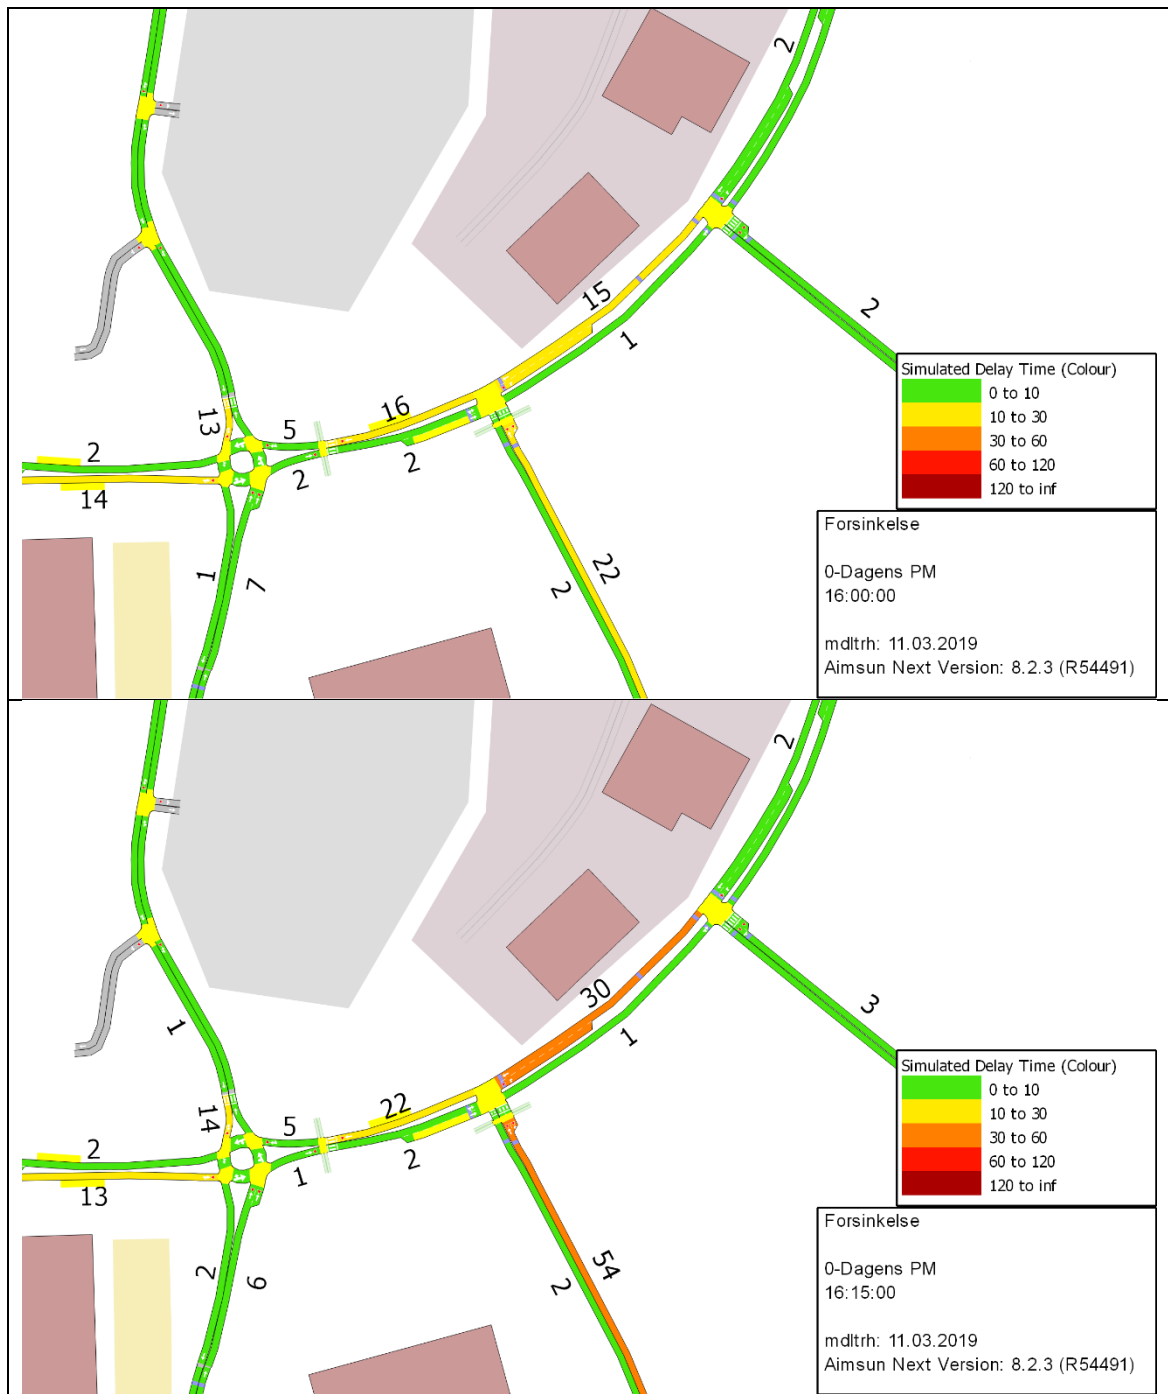 2
15
1
2
16
13
5
2
2
2
14
1
7
22
2
Simulated Delay Time (Colour)
0 to 10
10 to 30
30 to 60
60 to 120
120 to inf
Forsinkelse
0-Dagens PM
16:00:00
mdltrh: 11.03.2019
Aimsun Next Version: 8.2.3 (R54491)
2
30
1
3
1
22
14
5
1
2
2
13
2
6
54
2
Simulated Delay Time (Colour)
0 to 10
10 to 30
30 to 60
60 to 120
120 to inf
Forsinkelse
0-Dagens PM
16:15:00
mdltrh: 11.03.2019
Aimsun Next Version: 8.2.3 (R54491)